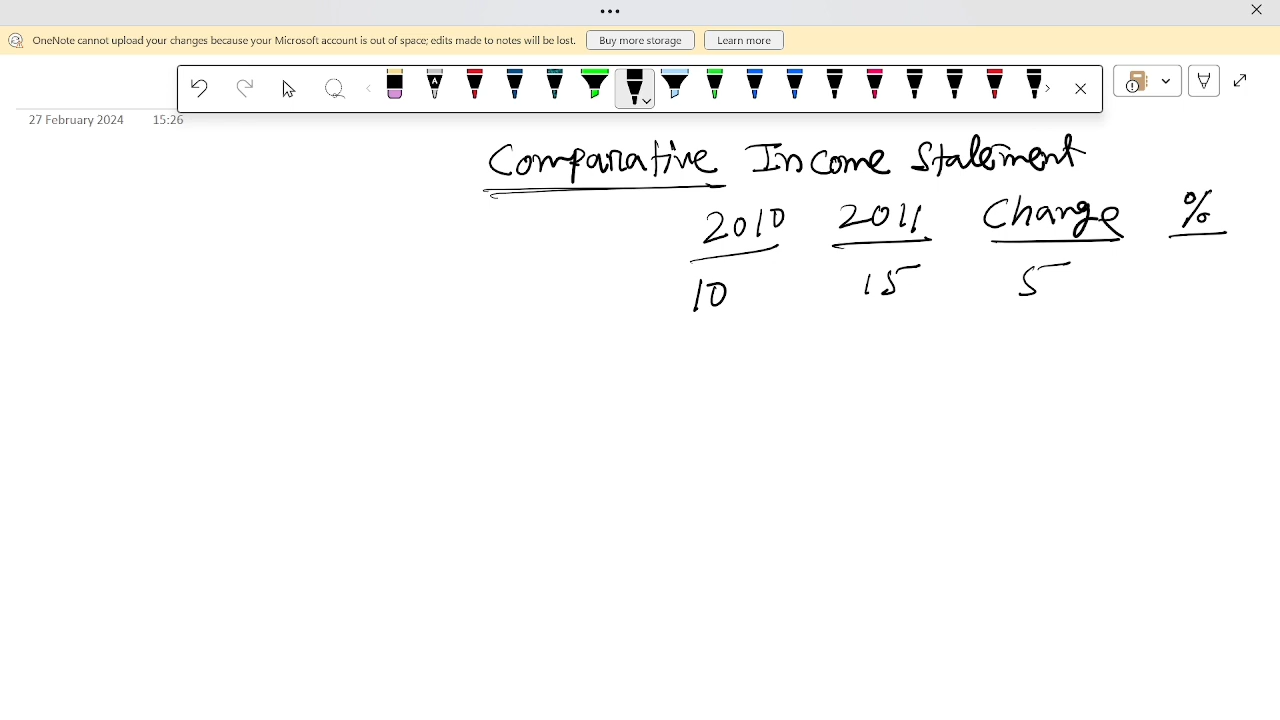 OneNote cannot upload your changes because your Microsoft account is out of space; edits made to notes will be lost. Buy more storage Learn more
A
27 February 2024 15:26
Comparative Income Statement
2010 2011 Change %
10 15 5